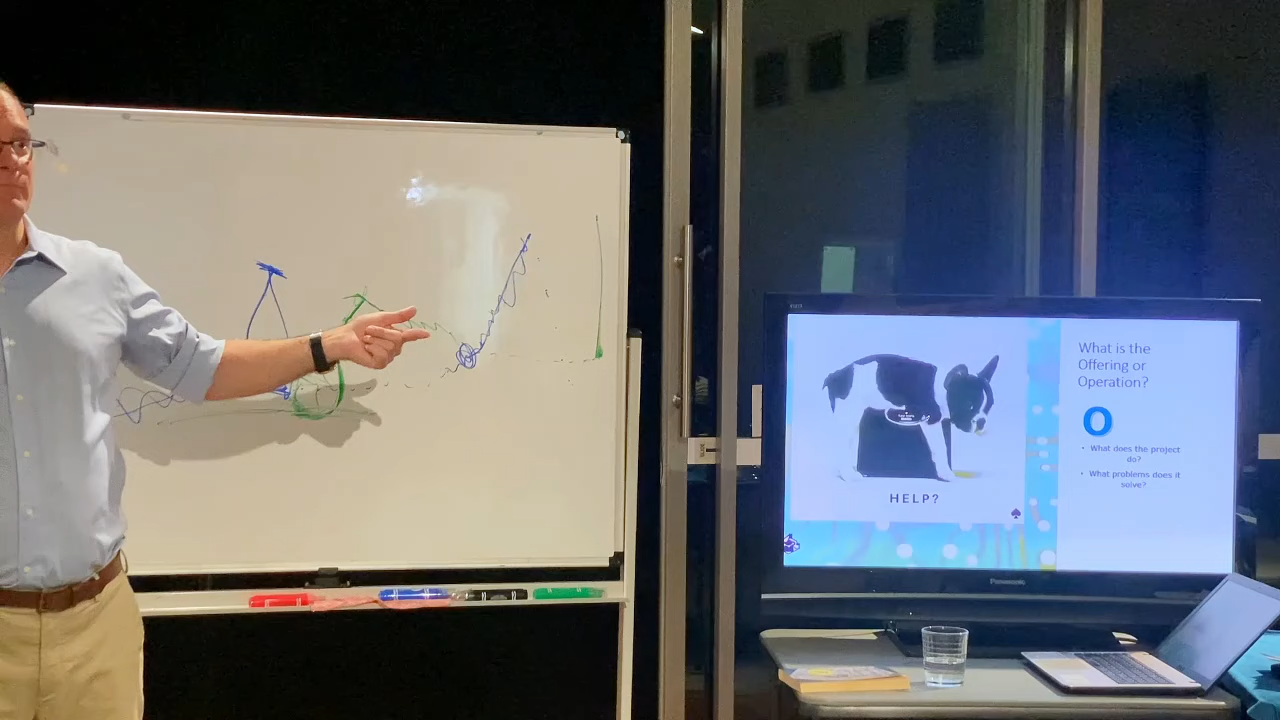 What is the
Offering or
Operation?
O
• What does the project
do?
• What problems does it
solve?
HELP?
Panasonic